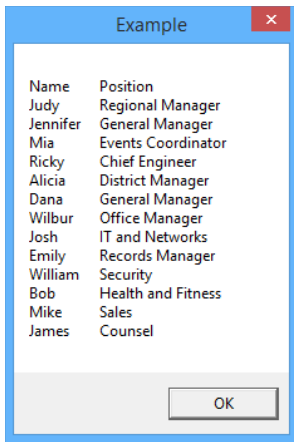 Example
Name Position
Judy Regional Manager
Jennifer General Manager
Mia Events Coordinator
Ricky Chief Engineer
Alicia District Manager
Dana General Manager
Wilbur Office Manager
Josh IT and Networks
Emily Records Manager
William Security
Bob Health and Fitness
Mike Sales
James Counsel
OK